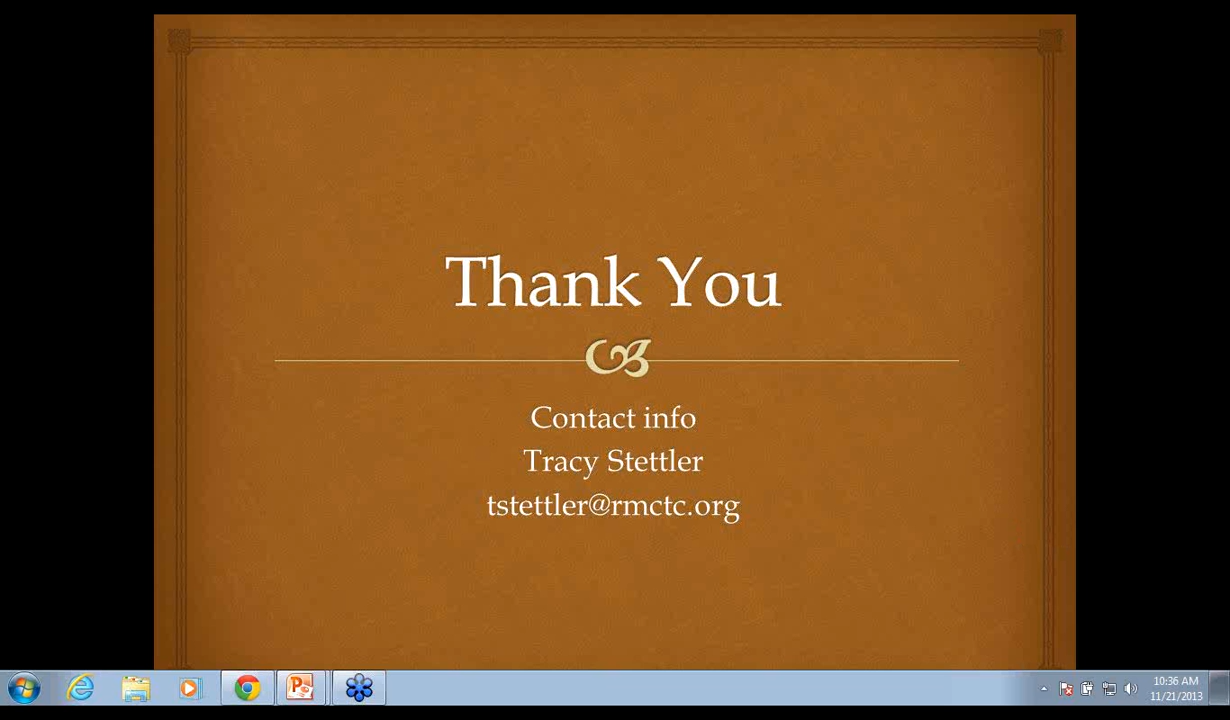 Thank You
Contact info
Tracy Stettler
tstettler@rmctc.org
10:36 AM
11/21/2013